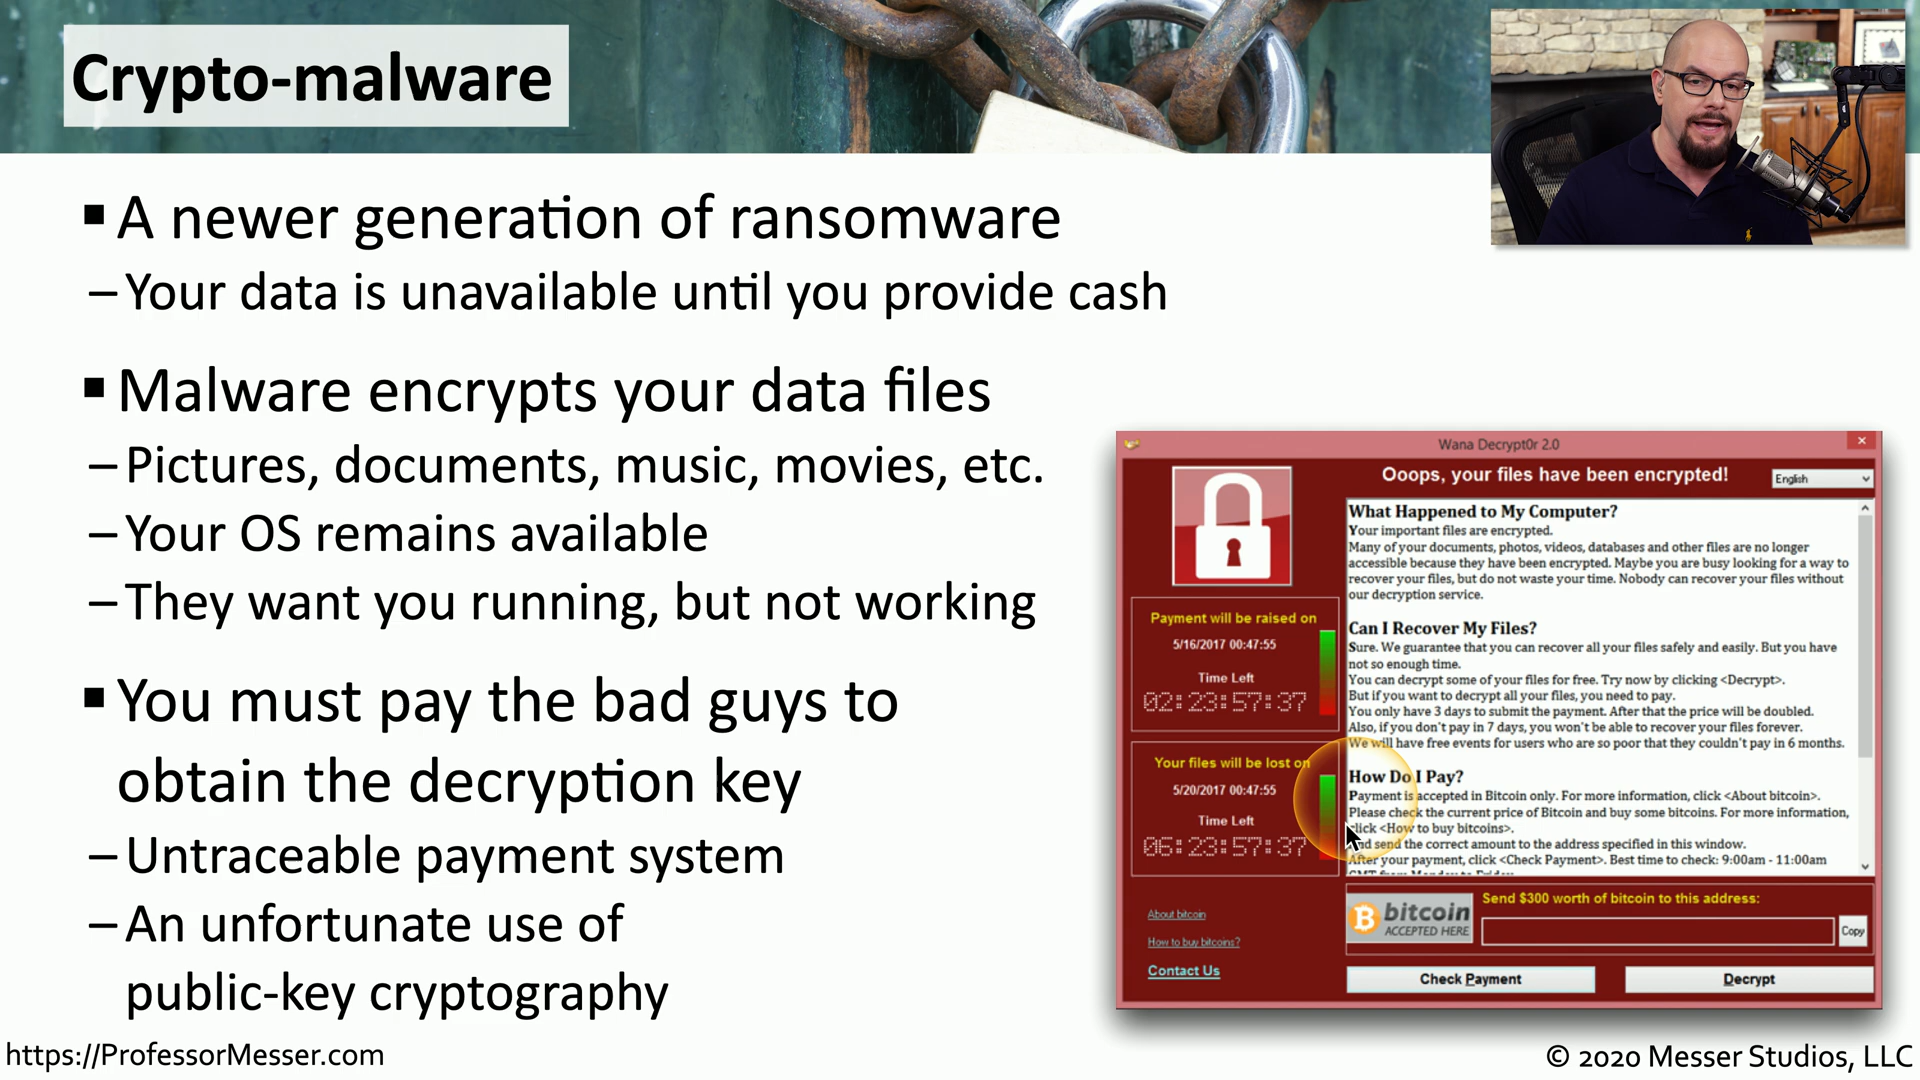 Crypto-malware
▪ A newer generation of ransomware
– Your data is unavailable until you provide cash
▪ Malware encrypts your data files
– Pictures, documents, music, movies, etc.
– Your OS remains available
– They want you running, but not working
▪ You must pay the bad guys to
obtain the decryption key
– Untraceable payment system
– An unfortunate use of
public-key cryptography
Wana Decrypt0r 2.0
Ooops, your files have been encrypted!
English
Payment will be raised on
5/16/2017 00:47:55
Time Left
02:23:57:37
Your files will be lost on
5/20/2017 00:47:55
Time Left
06:23:57:37
About bitcoin
How to buy bitcoins?
Contact Us
What Happened to My Computer?
Your important files are encrypted.
Many of your documents, photos, videos, databases and other files are no longer
accessible because they have been encrypted. Maybe you are busy looking for a way to
recover your files, but do not waste your time. Nobody can recover your files without
our decryption service.
Can I Recover My Files?
Sure. We guarantee that you can recover all your files safely and easily. But you have
not so enough time.
You can decrypt some of your files for free. Try now by clicking <Decrypt>.
But if you want to decrypt all your files, you need to pay.
You only have 3 days to submit the payment. After that the price will be doubled.
Also, if you don't pay in 7 days, you won't be able to recover your files forever.
We will have free events for users who are so poor that they couldn't pay in 6 months.
How Do I Pay?
Payment is accepted in Bitcoin only. For more information, click <About bitcoin>.
Please check the current price of Bitcoin and buy some bitcoins. For more information,
click <How to buy bitcoins>.
And send the correct amount to the address specified in this window.
After your payment, click <Check Payment>. Best time to check: 9:00am - 11:00am
GMT from Monday to Friday.
bitcoin
ACCEPTED HERE
Send $300 worth of bitcoin to this address:
Copy
Check Payment
Decrypt
https://ProfessorMesser.com
© 2020 Messer Studios, LLC